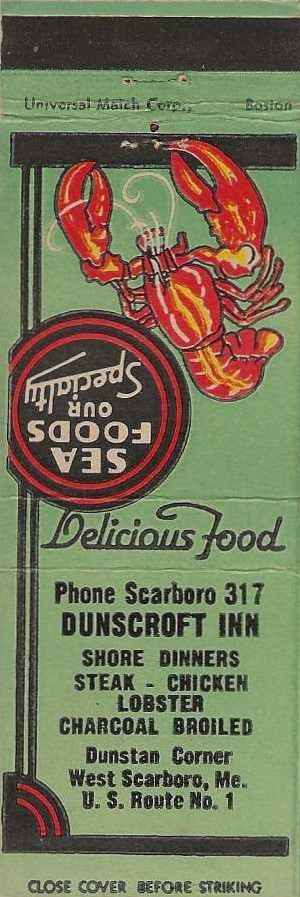 Universal Match Corp., Boston
SEA
FOODS
OUR
Specialty
Delicious Food
Phone Scarboro 317
DUNSCROFT INN
SHORE DINNERS
STEAK - CHICKEN
LOBSTER
CHARCOAL BROILED
Dunstan Corner
West Scarboro, Me.
U. S. Route No. 1
CLOSE COVER BEFORE STRIKING